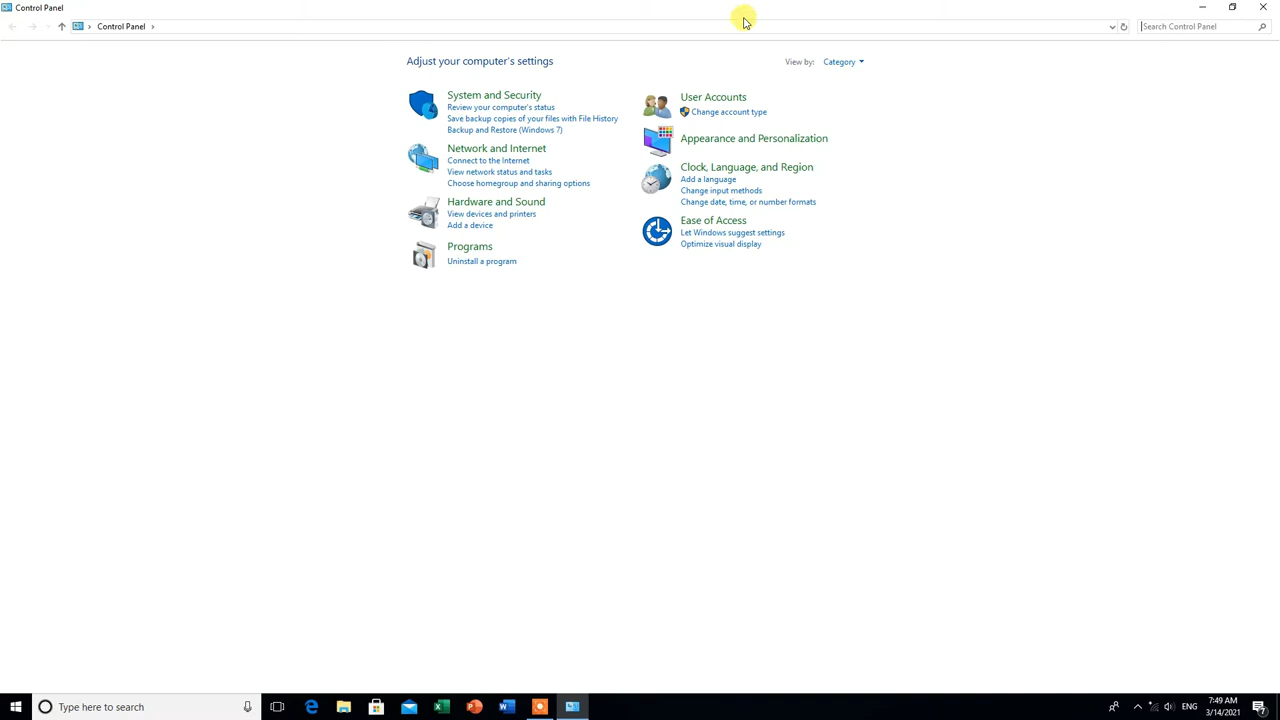 Control Panel
Control Panel
Search Control Panel
Adjust your computer's settings
View by: Category
System and Security
Review your computer's status
Save backup copies of your files with File History
Backup and Restore (Windows 7)
Network and Internet
Connect to the Internet
View network status and tasks
Choose homegroup and sharing options
Hardware and Sound
View devices and printers
Add a device
Programs
Uninstall a program
User Accounts
Change account type
Appearance and Personalization
Clock, Language, and Region
Add a language
Change input methods
Change date, time, or number formats
Ease of Access
Let Windows suggest settings
Optimize visual display
Type here to search
ENG
7:49 AM
3/14/2021
2